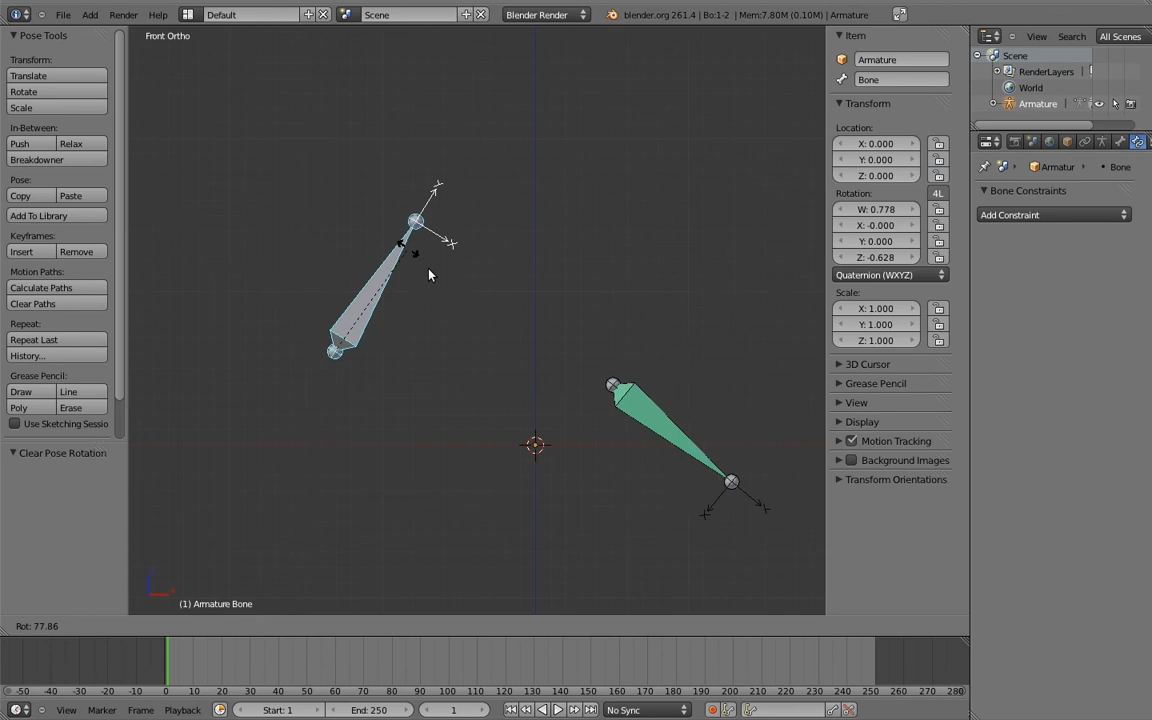 File Add Render Help Default Scene Blender Render blender.org 261.4 | Bo:1-2 | Mem:7.80M (0.10M) | Armature
Pose Tools
Transform:
Translate
Rotate
Scale
In-Between:
Push Relax
Breakdowner
Pose:
Copy Paste
Add To Library
Keyframes:
Insert Remove
Motion Paths:
Calculate Paths
Clear Paths
Repeat:
Repeat Last
History...
Grease Pencil:
Draw Line
Poly Erase
Use Sketching Sessio
Clear Pose Rotation
Front Ortho
(1) Armature Bone
Item
Armature
Bone
Transform
Location:
X: 0.000
Y: 0.000
Z: 0.000
Rotation: 4L
W: 0.778
X: -0.000
Y: 0.000
Z: -0.628
Quaternion (WXYZ)
Scale:
X: 1.000
Y: 1.000
Z: 1.000
3D Cursor
Grease Pencil
View
Display
Motion Tracking
Background Images
Transform Orientations
View Search All Scenes
Scene
RenderLayers
World
Armature
Armatur Bone
Bone Constraints
Add Constraint
Rot: 77.86
-50 -40 -30 -20 -10 0 10 20 30 40 50 60 70 80 90 100 110 120 130 140 150 160 170 180 190 200 210 220 230 240 250 260 270 280
View Marker Frame Playback Start: 1 End: 250 1 No Sync